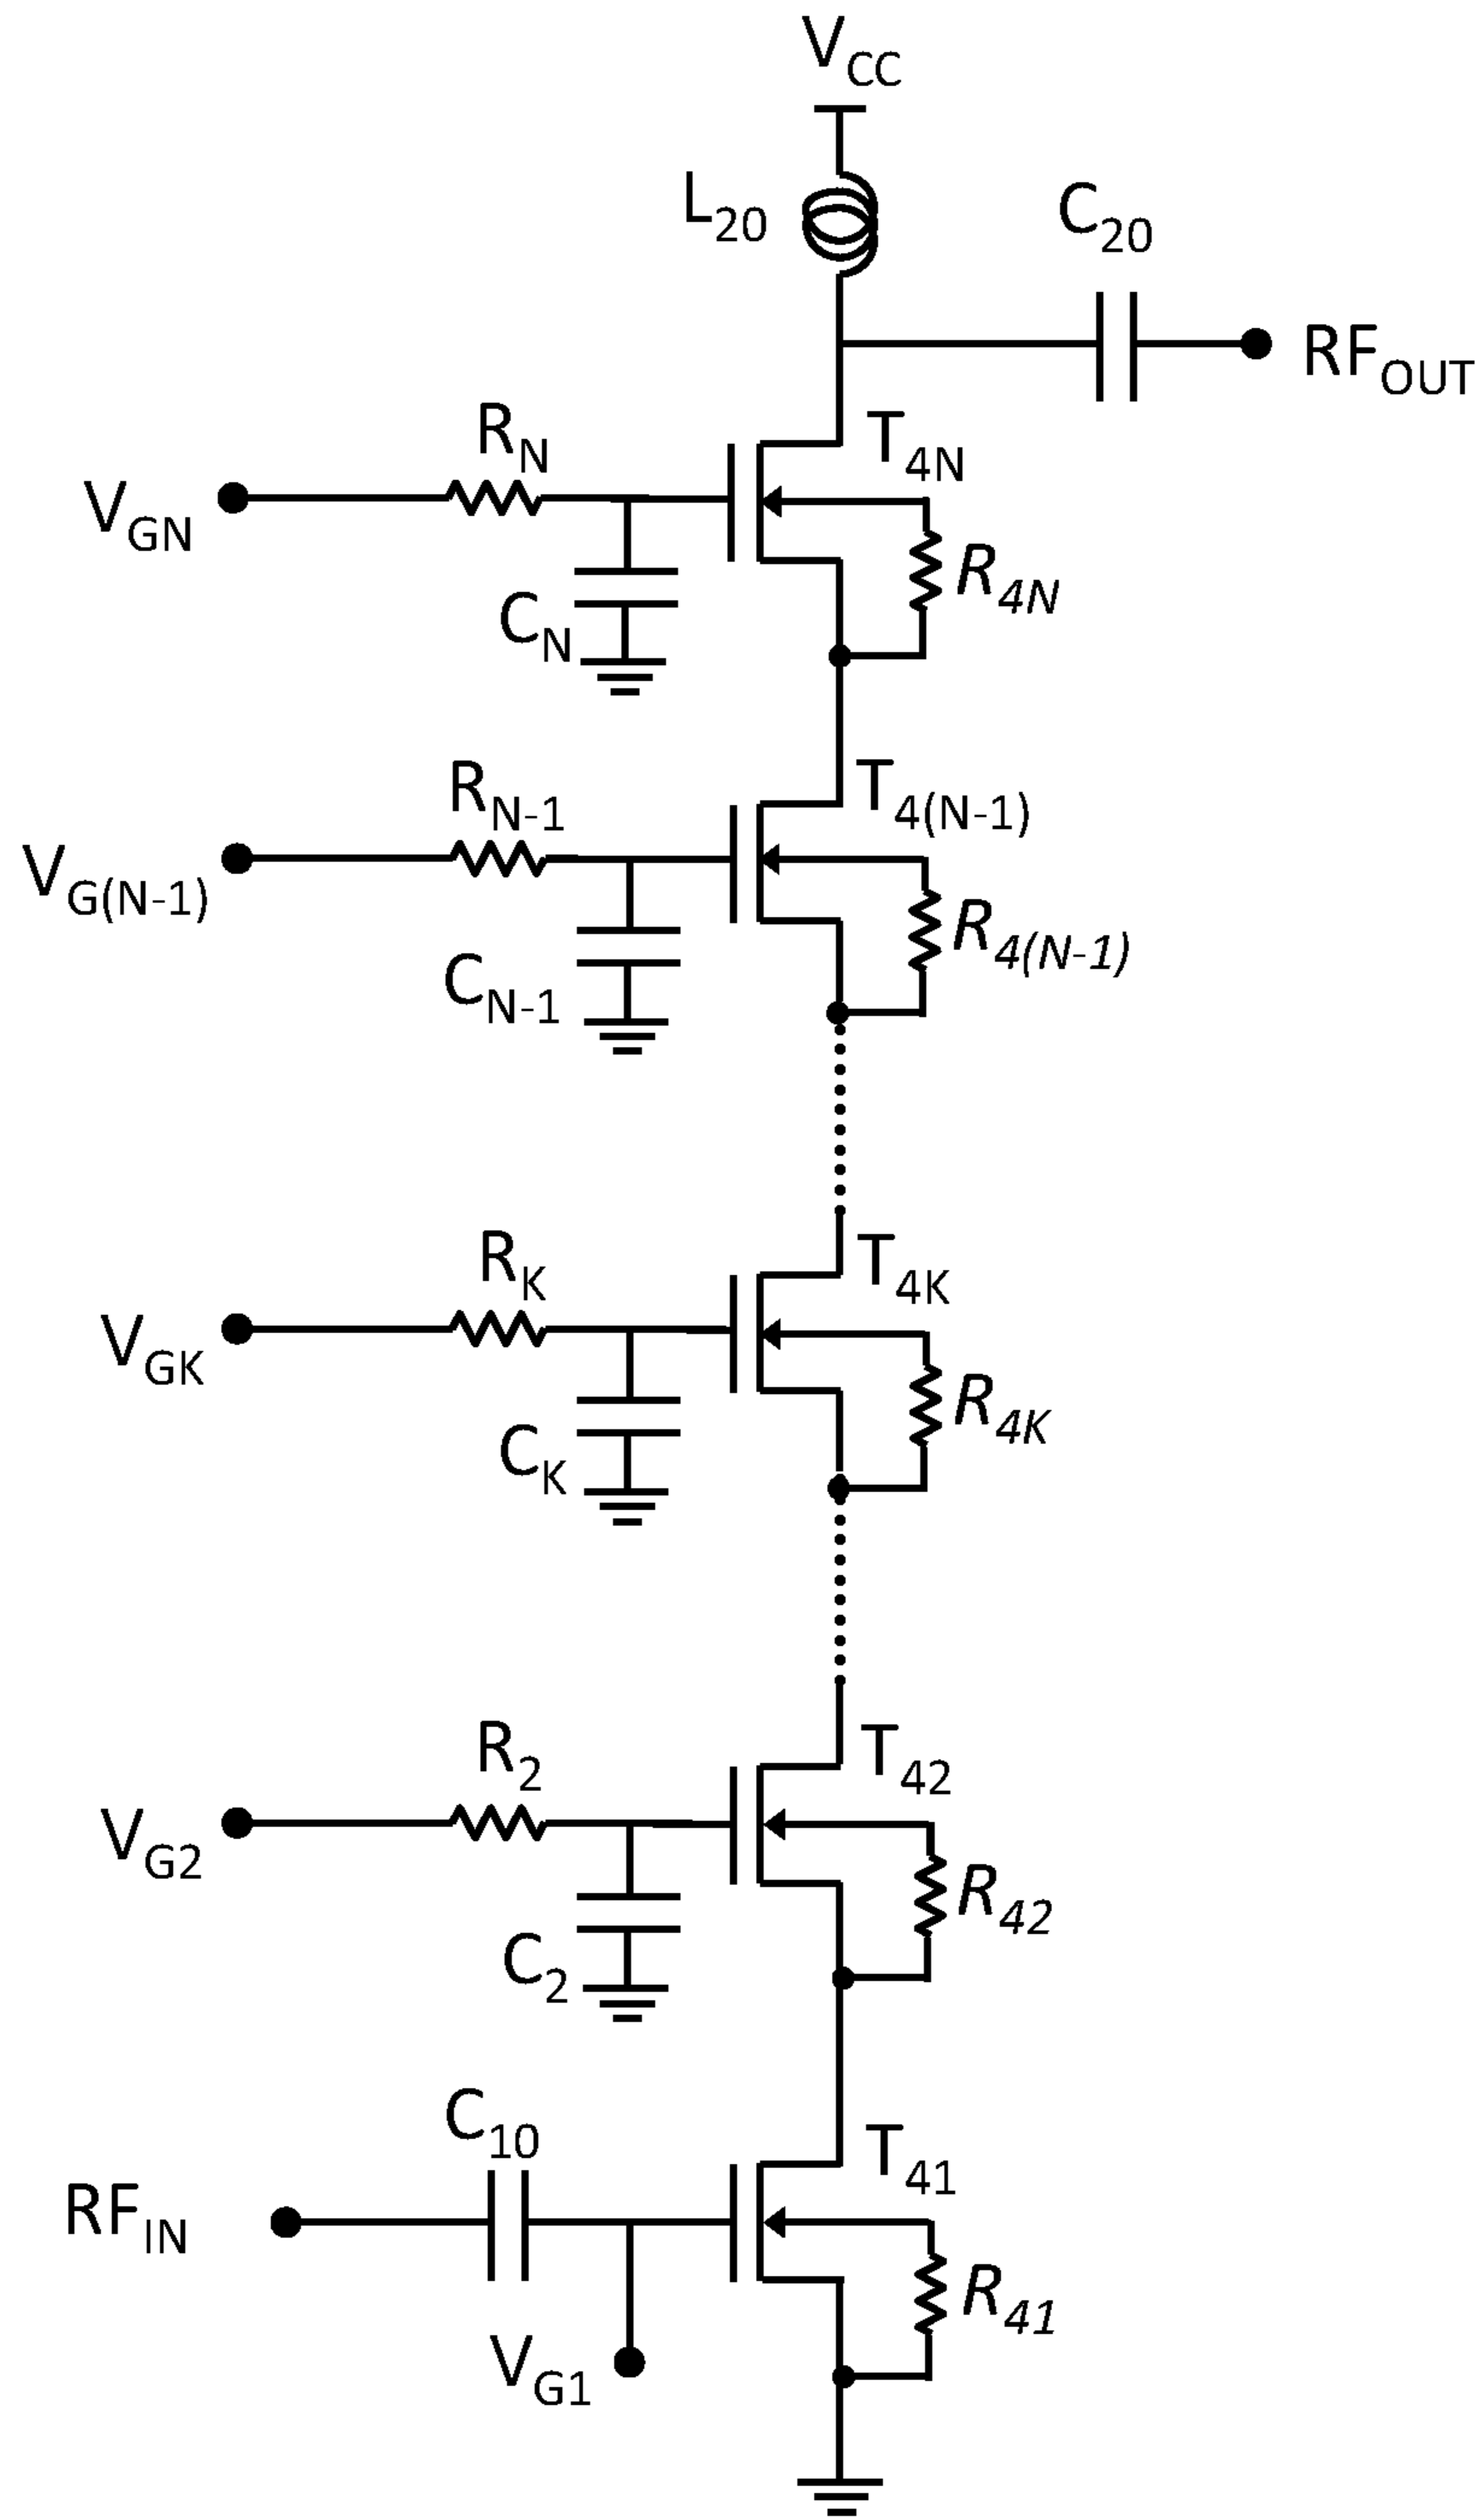 V_CC
L_20
C_20
RF_OUT
R_N
T_4N
V_GN
R_4N
C_N
R_N-1
T_4(N-1)
V_G(N-1)
R_4(N-1)
C_N-1
R_K
T_4K
V_GK
R_4K
C_K
R_2
T_42
V_G2
R_42
C_2
C_10
T_41
RF_IN
R_41
V_G1